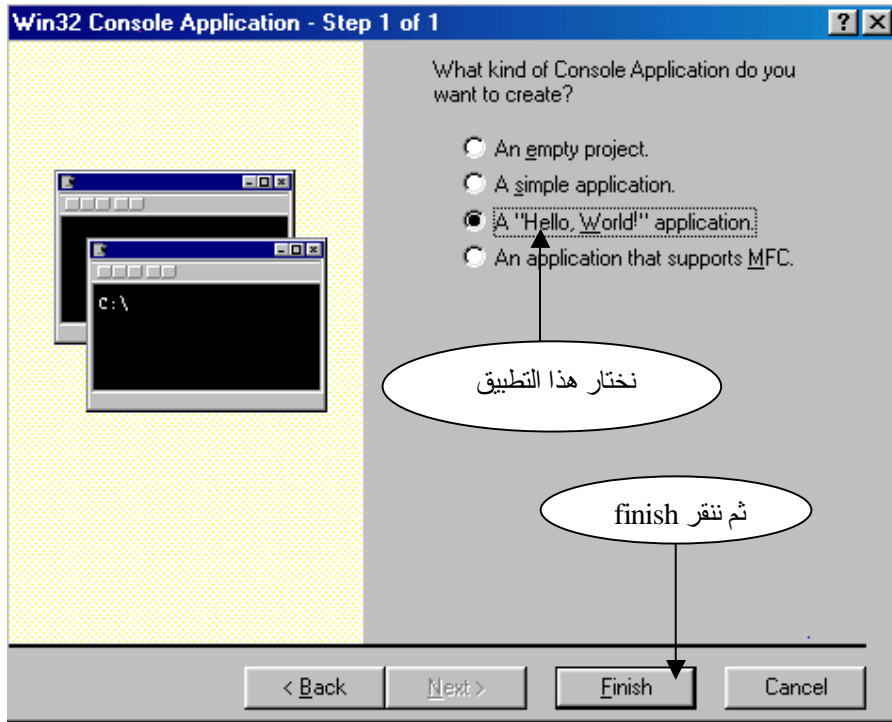 Win32 Console Application - Step 1 of 1
What kind of Console Application do you
want to create?
An empty project.
A simple application.
A "Hello, World!" application.
An application that supports MFC.
C:\
نختار هذا التطبيق
ثم ننقر finish
< Back
Next >
Finish
Cancel